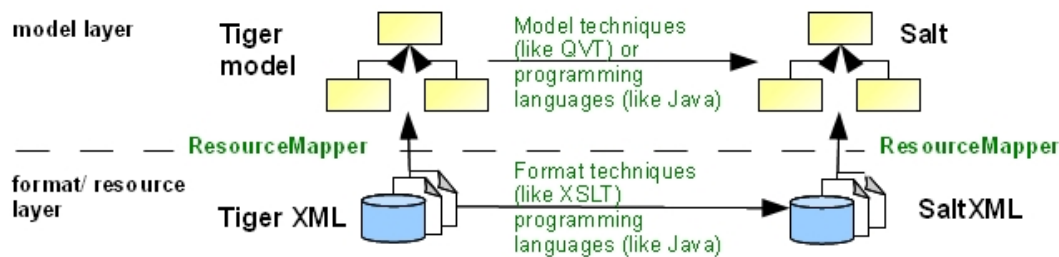 model layer
Tiger
model
Model techniques
(like QVT) or
programming
languages (like Java)
Salt
ResourceMapper
ResourceMapper
format/ resource
layer
Tiger XML
Format techniques
(like XSLT)
programming
languages (like Java)
SaltXML